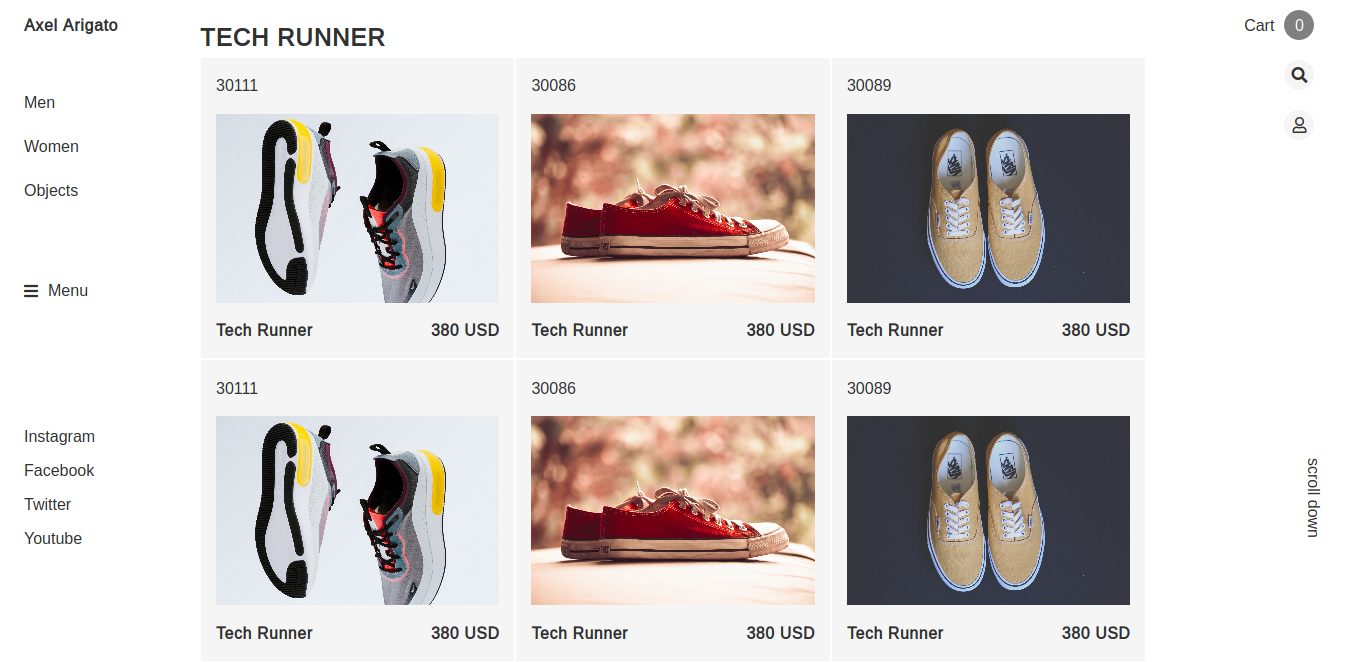 Axel Arigato
Men
Women
Objects
Menu
Instagram
Facebook
Twitter
Youtube
TECH RUNNER
30111
30086
30089
Tech Runner 380 USD
Tech Runner 380 USD
Tech Runner 380 USD
30111
30086
30089
Tech Runner 380 USD
Tech Runner 380 USD
Tech Runner 380 USD
Cart 0
scroll down